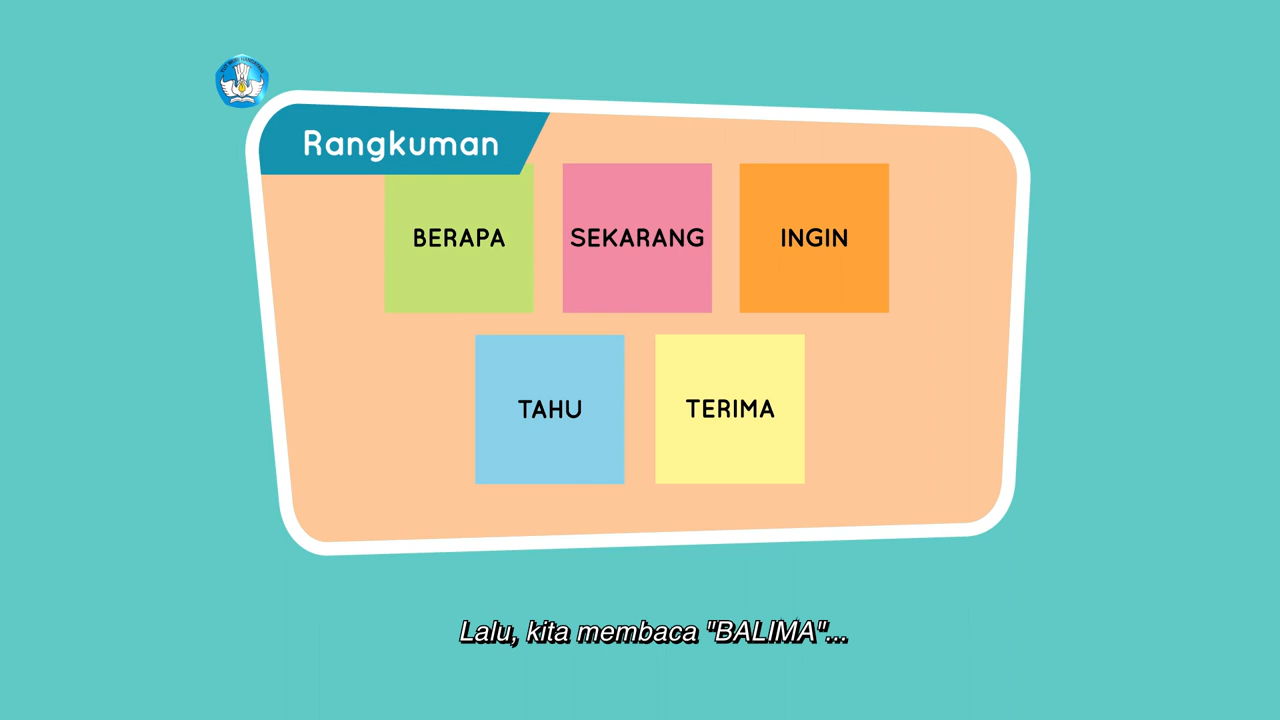 Rangkuman
BERAPA
SEKARANG
INGIN
TAHU
TERIMA
Lalu, kita membaca "BALIMA"...